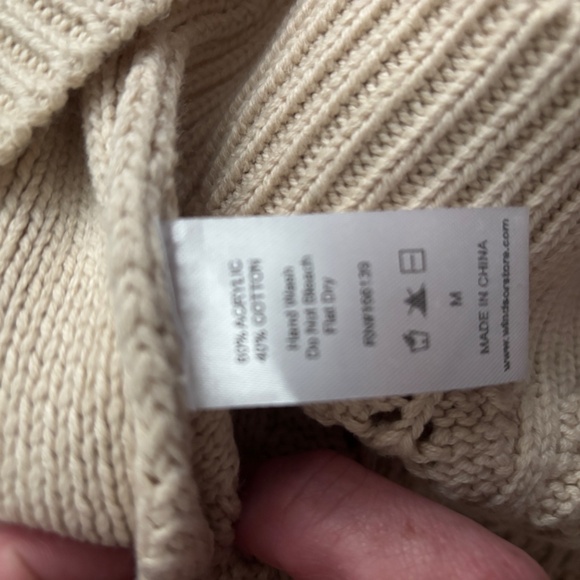 60% ACRYLIC
40% COTTON
Hand Wash
Do Not Bleach
Flat Dry
M
MADE IN CHINA
www.windsorstore.com